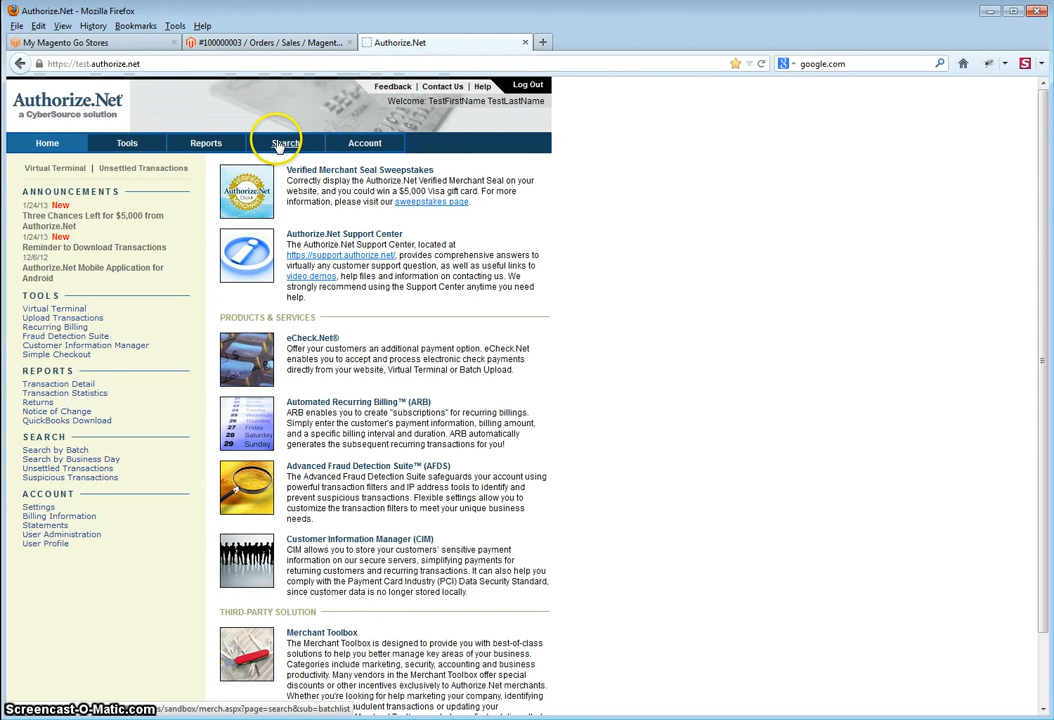 Authorize.Net - Mozilla Firefox
File Edit View History Bookmarks Tools Help
My Magento Go Stores
#100000003 / Orders / Sales / Magent...
Authorize.Net
https://test.authorize.net
google.com
Feedback | Contact Us | Help
Log Out
Authorize.Net
a CyberSource solution
Welcome: TestFirstName TestLastName
Home Tools Reports Search Account
Virtual Terminal | Unsettled Transactions
ANNOUNCEMENTS
1/24/13 New
Three Chances Left for $5,000 from
Authorize.Net
1/24/13 New
Reminder to Download Transactions
12/6/12
Authorize.Net Mobile Application for
Android
TOOLS
Virtual Terminal
Upload Transactions
Recurring Billing
Fraud Detection Suite
Customer Information Manager
Simple Checkout
REPORTS
Transaction Detail
Transaction Statistics
Returns
Notice of Change
QuickBooks Download
SEARCH
Search by Batch
Search by Business Day
Unsettled Transactions
Suspicious Transactions
ACCOUNT
Settings
Billing Information
Statements
User Administration
User Profile
Authorize.Net
Click
Verified Merchant Seal Sweepstakes
Correctly display the Authorize.Net Verified Merchant Seal on your
website, and you could win a $5,000 Visa gift card. For more
information, please visit our sweepstakes page.
Authorize.Net Support Center
The Authorize.Net Support Center, located at
https://support.authorize.net/, provides comprehensive answers to
virtually any customer support question, as well as useful links to
video demos, help files and information on contacting us. We
strongly recommend using the Support Center anytime you need
help.
PRODUCTS & SERVICES
eCheck.Net®
Offer your customers an additional payment option. eCheck.Net
enables you to accept and process electronic check payments
directly from your website, Virtual Terminal or Batch Upload.
27 Friday
28 Saturday
29 Sunday
Automated Recurring Billing™ (ARB)
ARB enables you to create "subscriptions" for recurring billings.
Simply enter the customer's payment information, billing amount,
and a specific billing interval and duration. ARB automatically
generates the subsequent recurring transactions for you!
Advanced Fraud Detection Suite™ (AFDS)
The Advanced Fraud Detection Suite safeguards your account using
powerful transaction filters and IP address tools to identify and
prevent suspicious transactions. Flexible settings allow you to
customize the transaction filters to meet your unique business
needs.
Customer Information Manager (CIM)
CIM allows you to store your customers' sensitive payment
information on our secure servers, simplifying payments for
returning customers and recurring transactions. It can also help you
comply with the Payment Card Industry (PCI) Data Security Standard,
since customer data is no longer stored locally.
THIRD-PARTY SOLUTION
Merchant Toolbox
The Merchant Toolbox is designed to provide you with best-of-class
solutions to help you better manage key areas of your business.
Categories include marketing, security, accounting and business
productivity. Many vendors in the Merchant Toolbox offer special
discounts or other incentives exclusively to Authorize.Net merchants.
Whether you're looking for help marketing your company, identifying
audulent transactions or updating your
Screencast-O-Matic.com
s/sandbox/merch.aspx?page=search&sub=batchlist